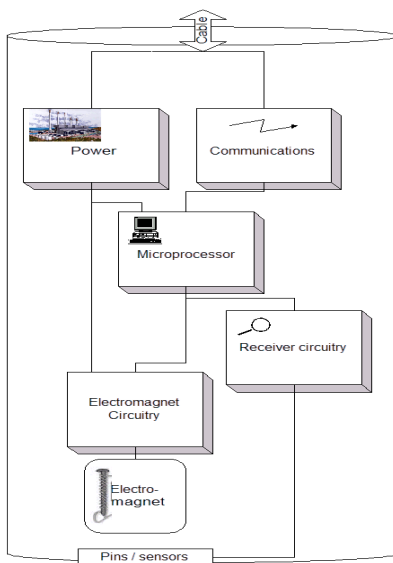 Cable
Power
Communications
Microprocessor
Receiver circuitry
Electromagnet
Circuitry
Electro-
magnet
Pins / sensors